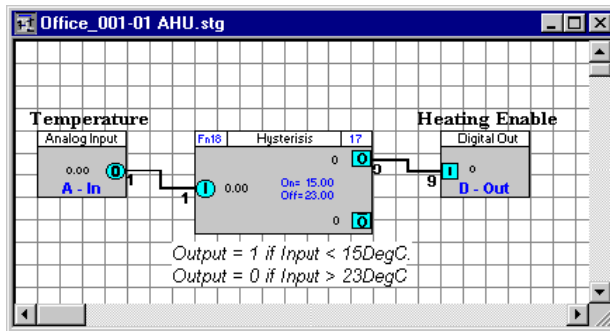 Office_001-01 AHU.stg
Temperature
Heating Enable
Analog Input
Fn18 Hysterisis 17
Digital Out
0.00
A - In
1
1
0.00
0
On= 15.00
Off=23.00
0
9
9
0
D - Out
Output = 1 if Input < 15DegC.
Output = 0 if Input > 23DegC